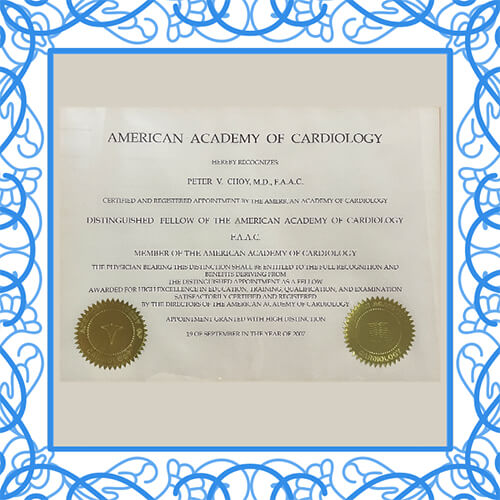 AMERICAN ACADEMY OF CARDIOLOGY
HEREBY RECOGNIZES:
PETER V. CHOY, M.D., F.A.A.C.
CERTIFIED AND REGISTERED APPOINTMENT BY THE AMERICAN ACADEMY OF CARDIOLOGY
DISTINGUISHED FELLOW OF THE AMERICAN ACADEMY OF CARDIOLOGY
F.A.A.C.
MEMBER OF THE AMERICAN ACADEMY OF CARDIOLOGY
THE PHYSICIAN BEARING THIS DISTINCTION SHALL BE ENTITLED TO THE FULL RECOGNITION AND
BENEFITS DERIVING FROM
THE DISTINGUISHED APPOINTMENT AS A FELLOW
AWARDED FOR HIGH EXCELLENCE IN EDUCATION, TRAINING, QUALIFICATION, AND EXAMINATION
SATISFACTORILY CERTIFIED AND REGISTERED
BY THE DIRECTORS OF THE AMERICAN ACADEMY OF CARDIOLOGY
APPOINTMENT GRANTED WITH HIGH DISTINCTION
19 OF SEPTEMBER IN THE YEAR OF 2007